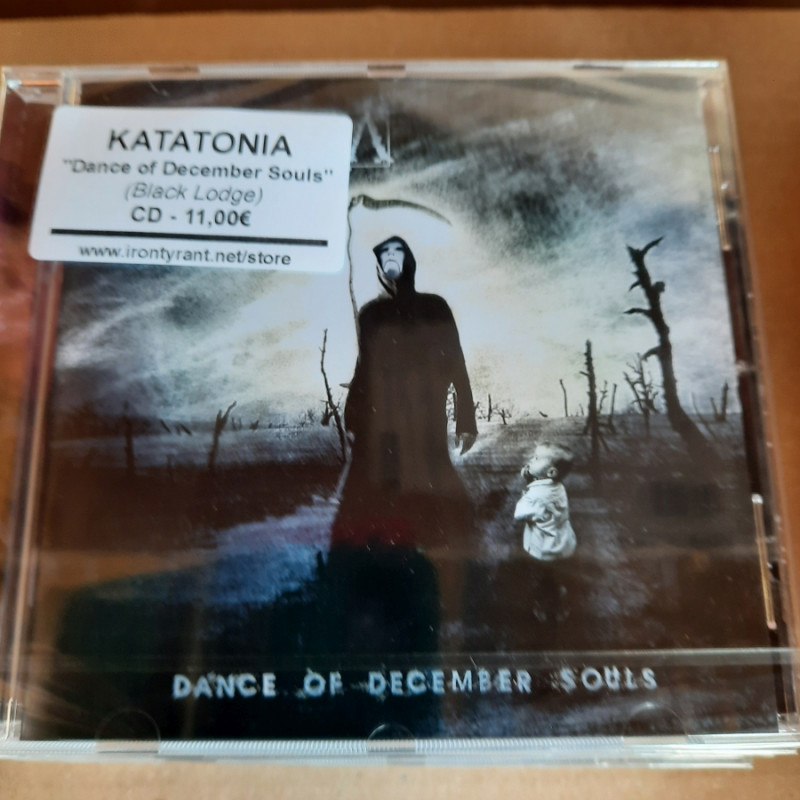 KATATONIA
"Dance of December Souls"
(Black Lodge)
CD - 11,00€
www.irontyrant.net/store
A
DANCE OF DECEMBER SOULS